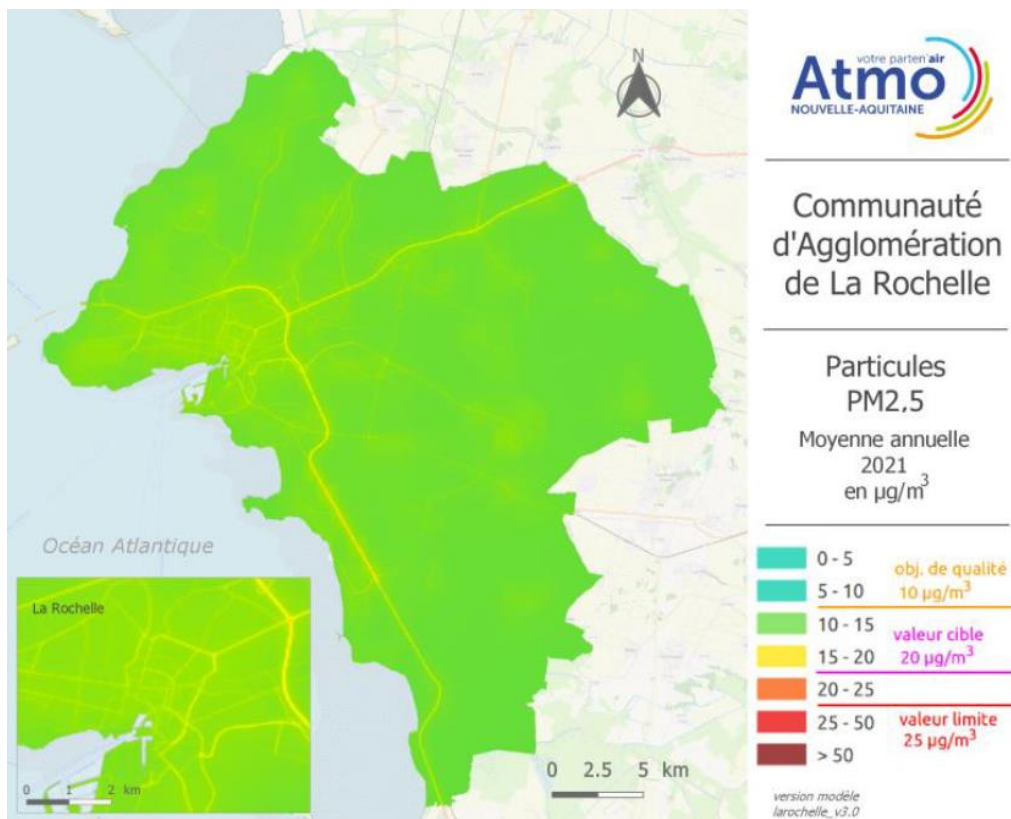 votre parten'air
Atmo
NOUVELLE-AQUITAINE
Communauté
d'Agglomération
de La Rochelle
Particules
PM2,5
Moyenne annuelle
2021
en µg/m³
0 - 5
5 - 10
10 - 15
15 - 20
20 - 25
25 - 50
> 50
obj. de qualité
10 µg/m³
valeur cible
20 µg/m³
valeur limite
25 µg/m³
version modèle
larochelle_v3.0
N
Océan Atlantique
La Rochelle
0 1 2 km
0 2.5 5 km